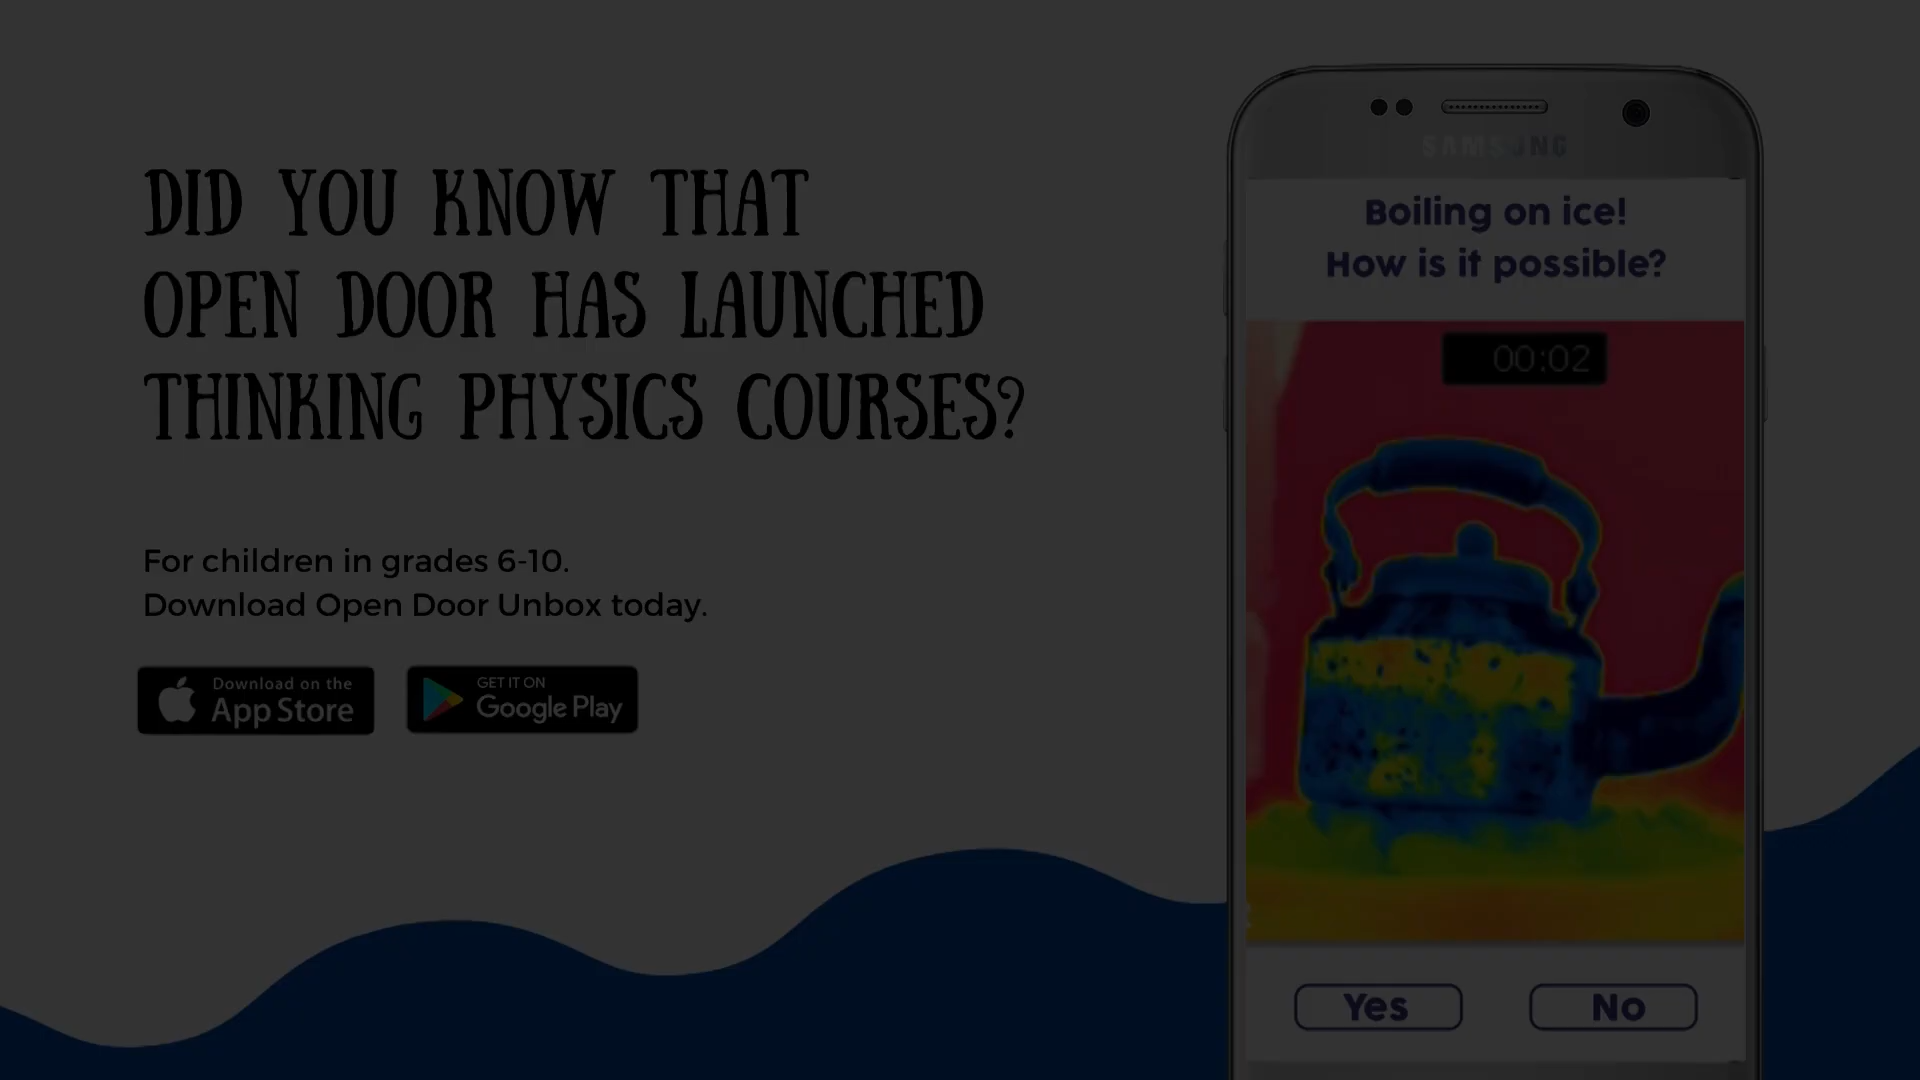 DID YOU KNOW THAT
OPEN DOOR HAS LAUNCHED
THINKING PHYSICS COURSES?
For children in grades 6-10.
Download Open Door Unbox today.
Download on the
App Store
GET IT ON
Google Play
SAMSUNG
Boiling on ice!
How is it possible?
00:02
Yes
No